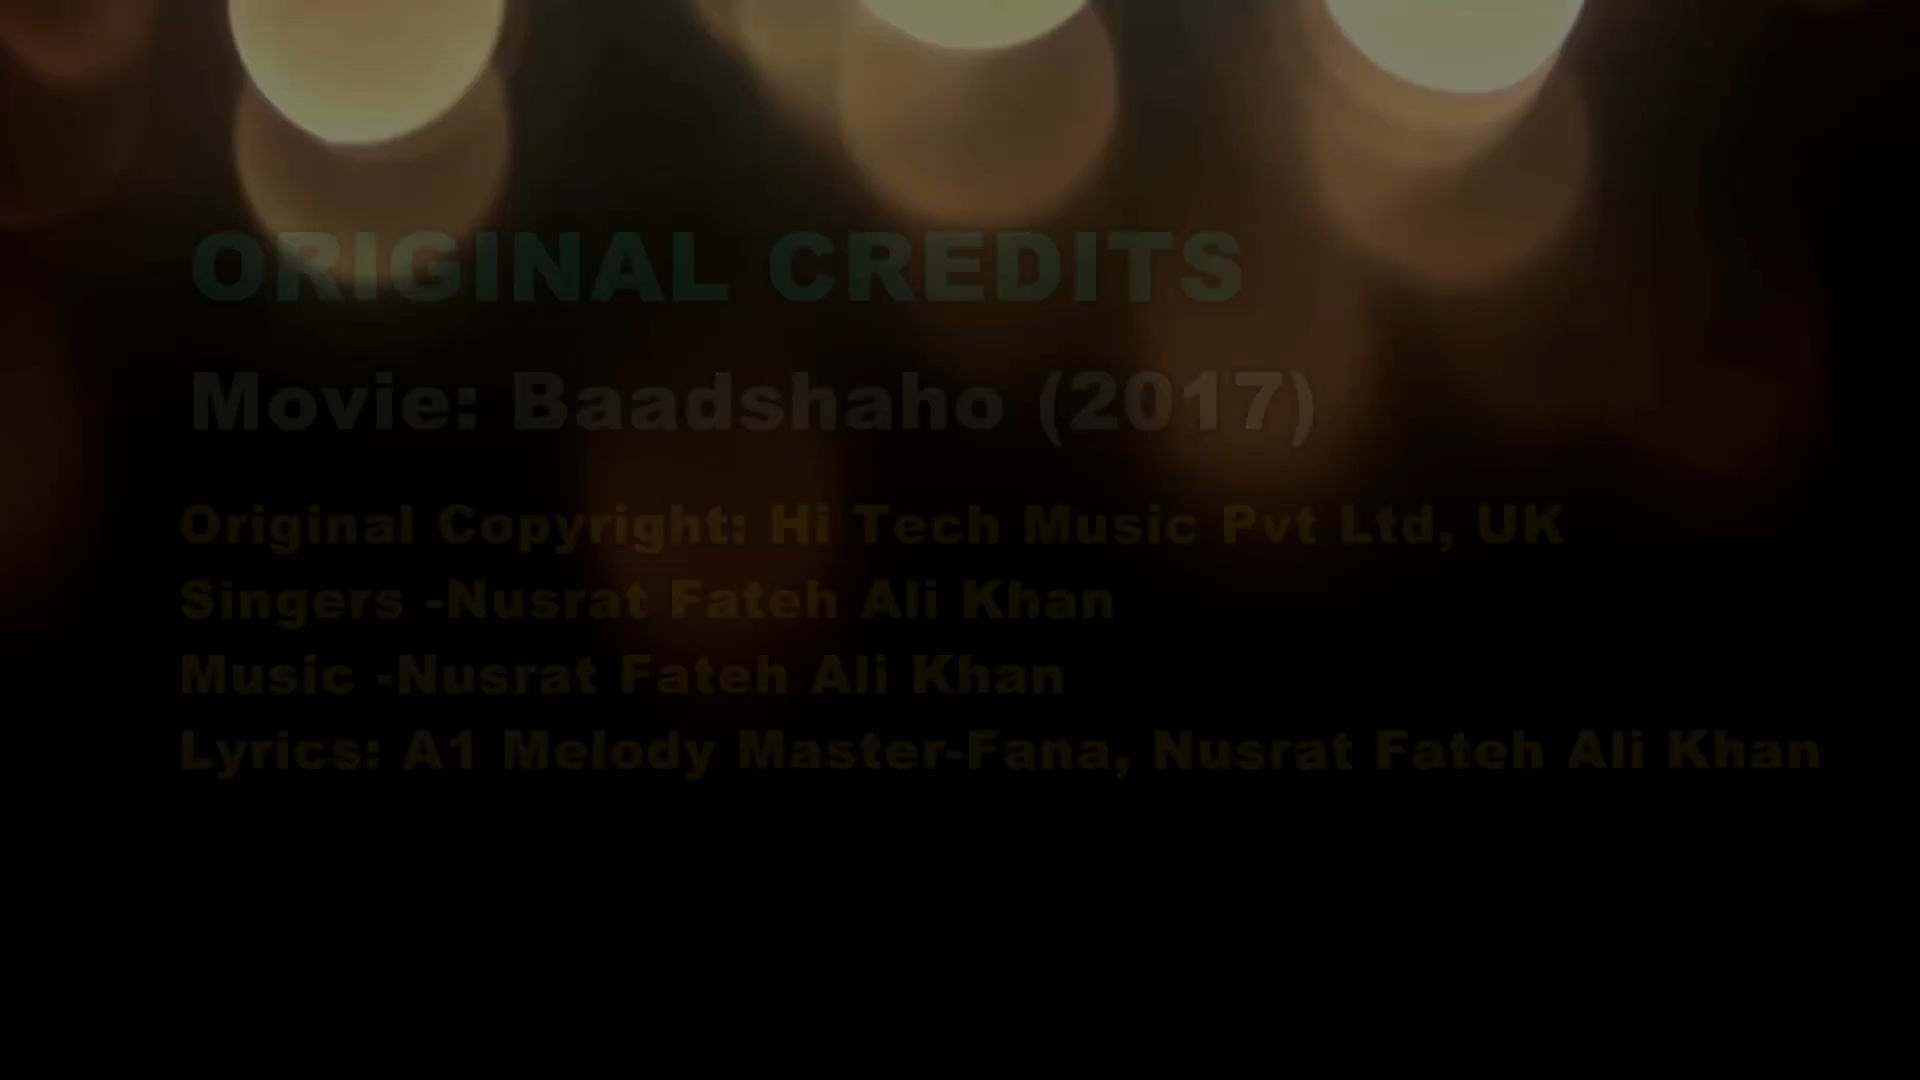 ORIGINAL CREDITS
Movie: Baadshaho (2017)
Original Copyright: Hi Tech Music Pvt Ltd, UK
Singers -Nusrat Fateh Ali Khan
Music -Nusrat Fateh Ali Khan
Lyrics: A1 Melody Master-Fana, Nusrat Fateh Ali Khan